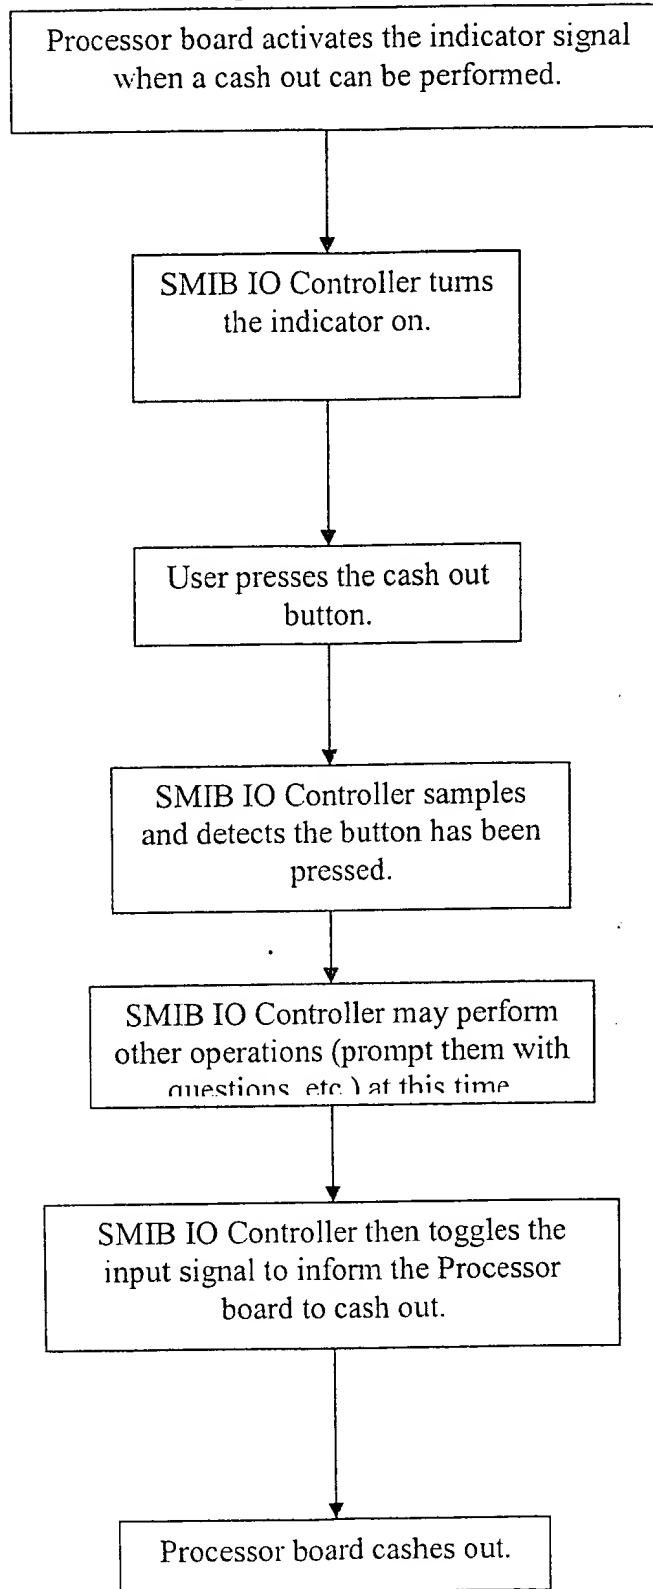 Processor board activates the indicator signal
when a cash out can be performed.
SMIB IO Controller turns
the indicator on.
User presses the cash out
button.
SMIB IO Controller samples
and detects the button has been
pressed.
SMIB IO Controller may perform
other operations (prompt them with
questions, etc.) at this time
SMIB IO Controller then toggles the
input signal to inform the Processor
board to cash out.
Processor board cashes out.